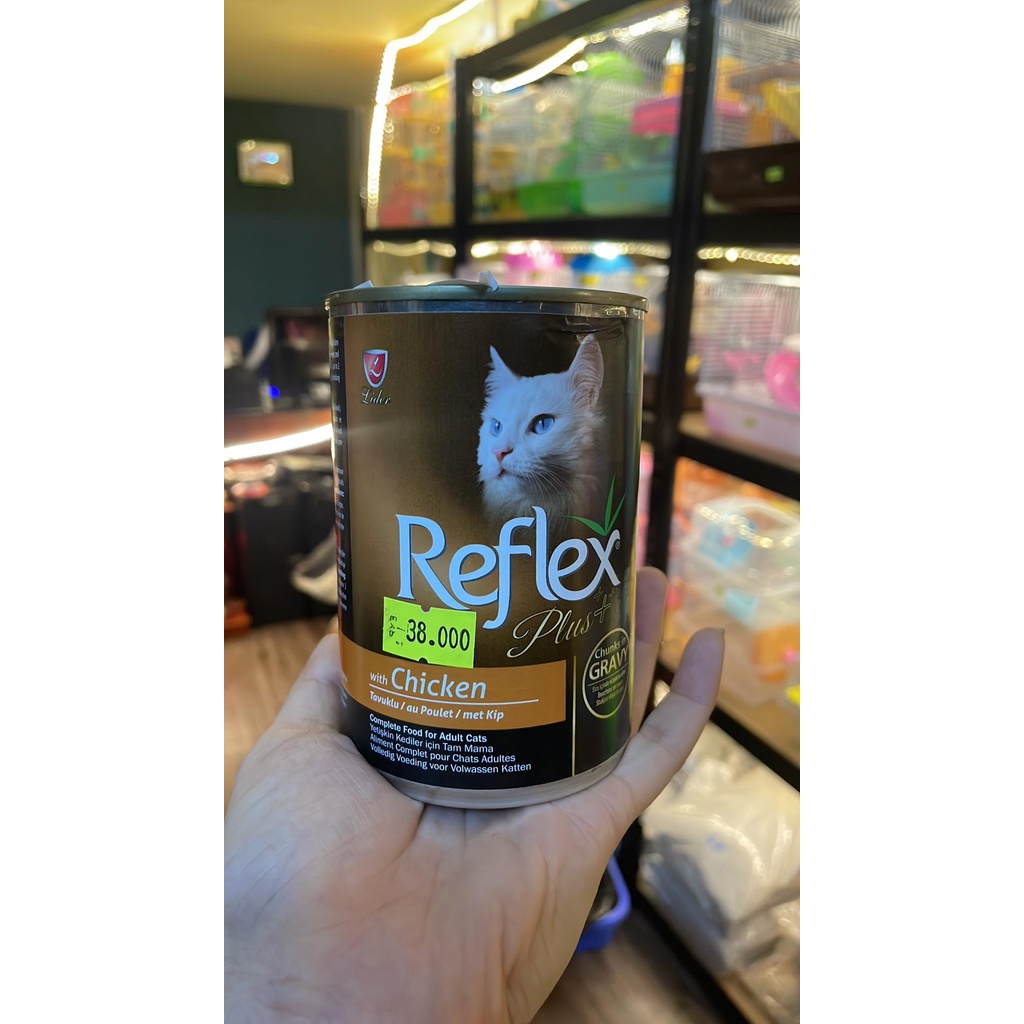 Lider
Reflex
Plus
38.000
with Chicken
Tavuklu / au Poulet / met Kip
Chunks in
GRAVY
Complete Food for Adult Cats
Yetişkin Kediler için Tam Mama
Aliment Complet pour Chats Adultes
Volledig Voeding voor Volwassen Katten